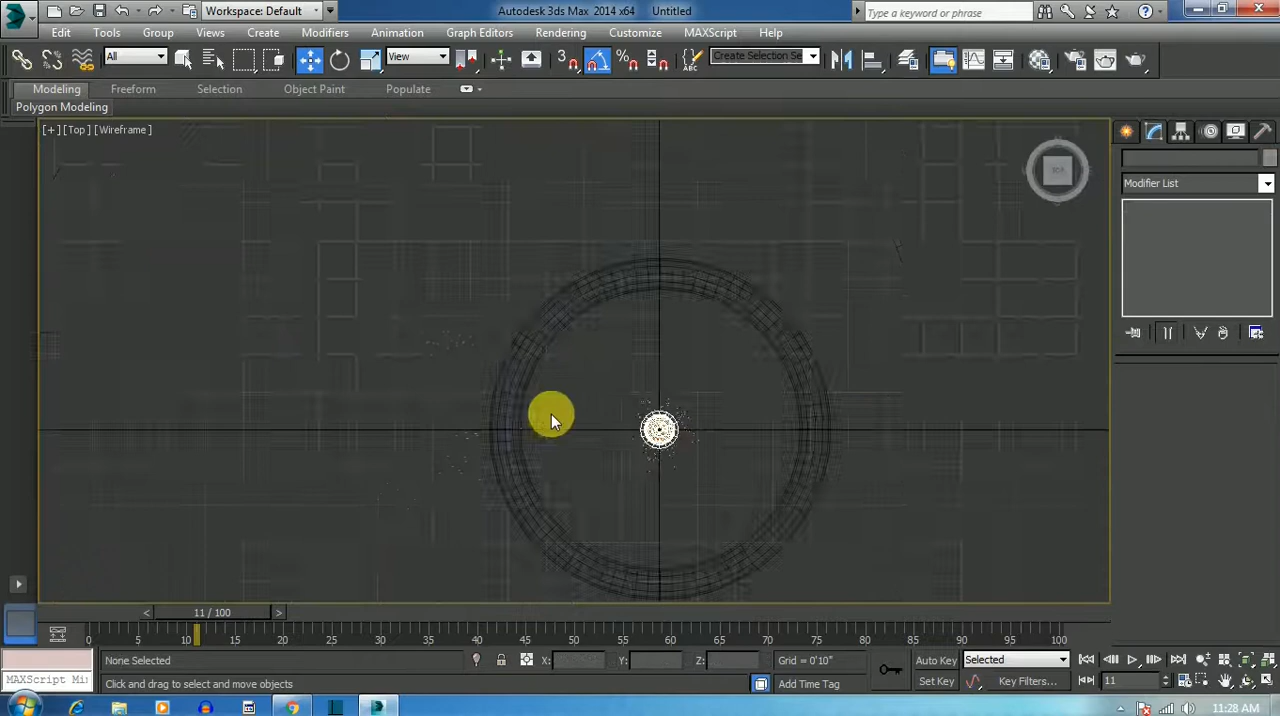 Workspace: Default
Autodesk 3ds Max 2014 x64 Untitled
Type a keyword or phrase
Edit Tools Group Views Create Modifiers Animation Graph Editors Rendering Customize MAXScript Help
All
View
3
Create Selection Se
Modeling Freeform Selection Object Paint Populate
Polygon Modeling
[+] [Top] [Wireframe]
Modifier List
< 11 / 100 >
0 5 10 15 20 25 30 35 40 45 50 55 60 65 70 75 80 85 90 95 100
None Selected X: Y: Z: Grid = 0'10" Auto Key Selected
MAXScript Mi Click and drag to select and move objects Add Time Tag Set Key Key Filters... 11
11:28 AM